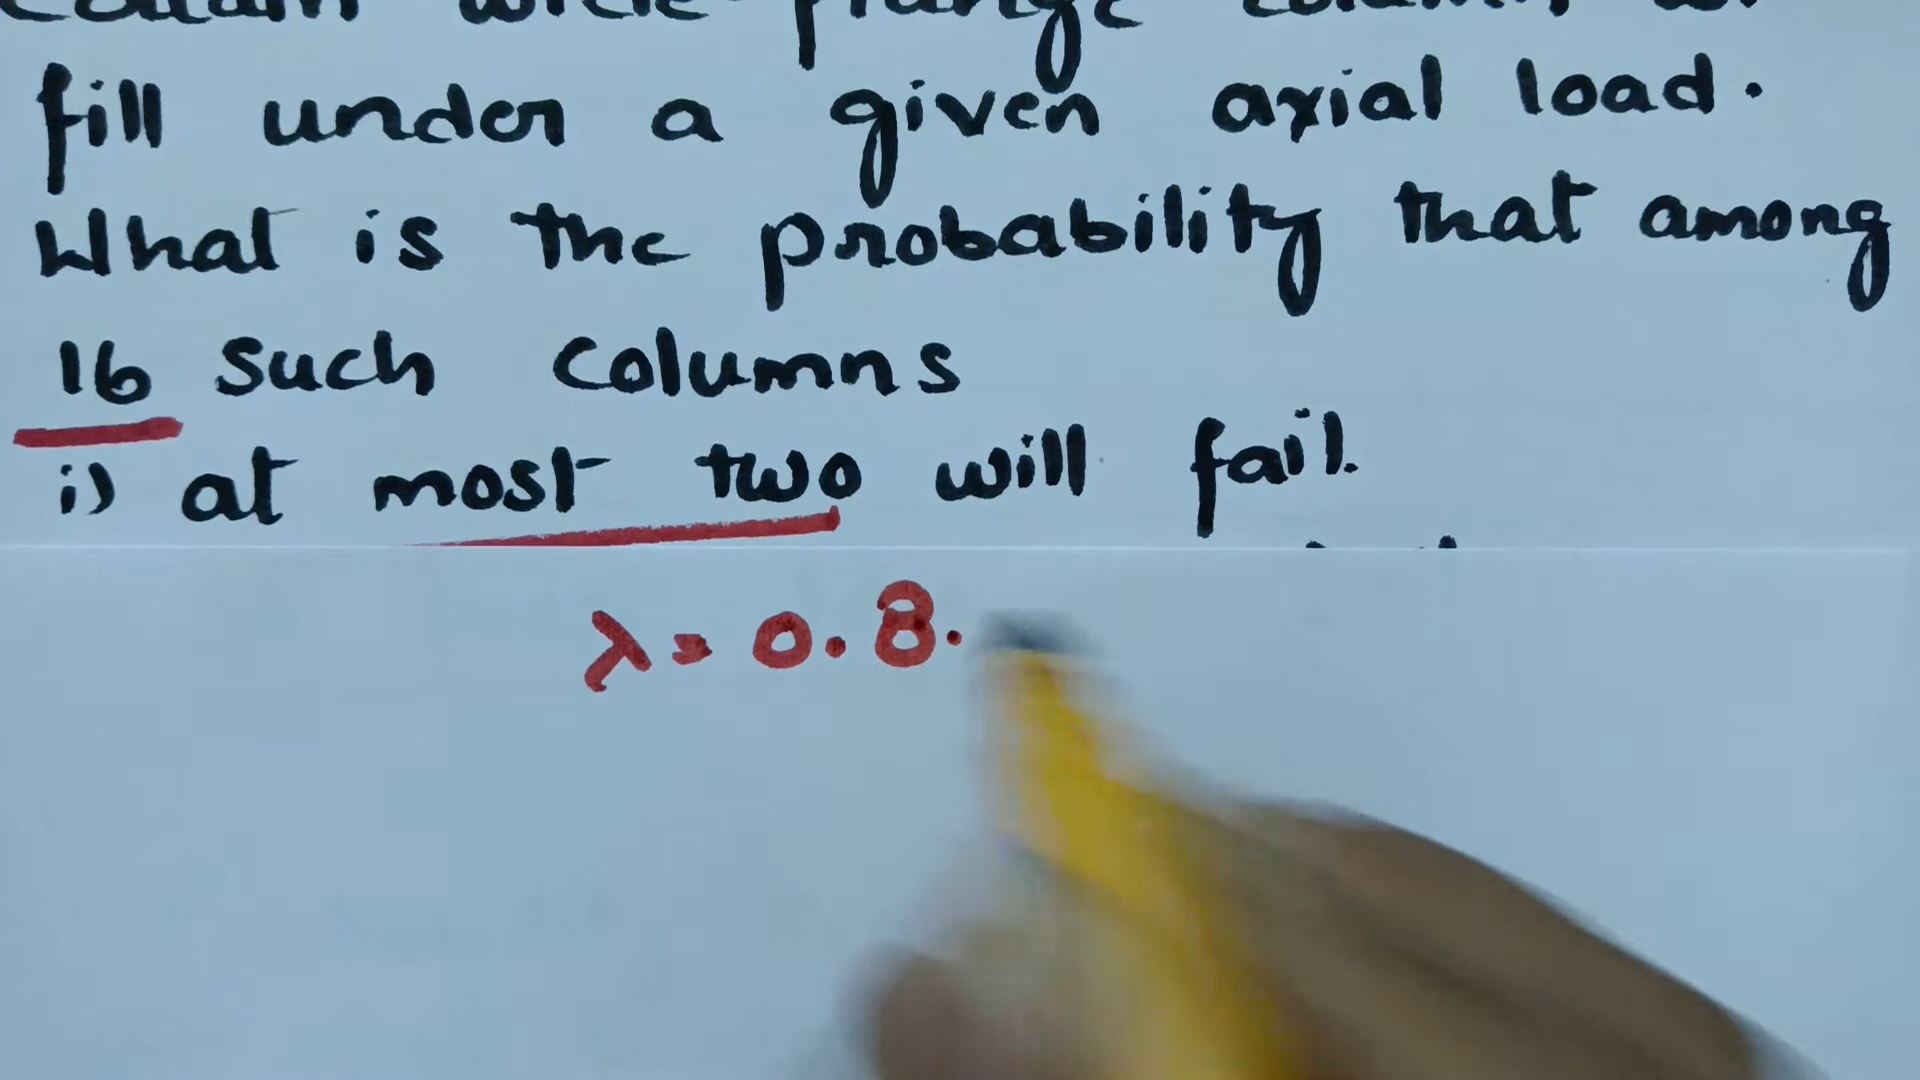 column
fill under a given axial load.
What is the probability that among
16 such columns
i) at most two will fail.
λ = 0.8.